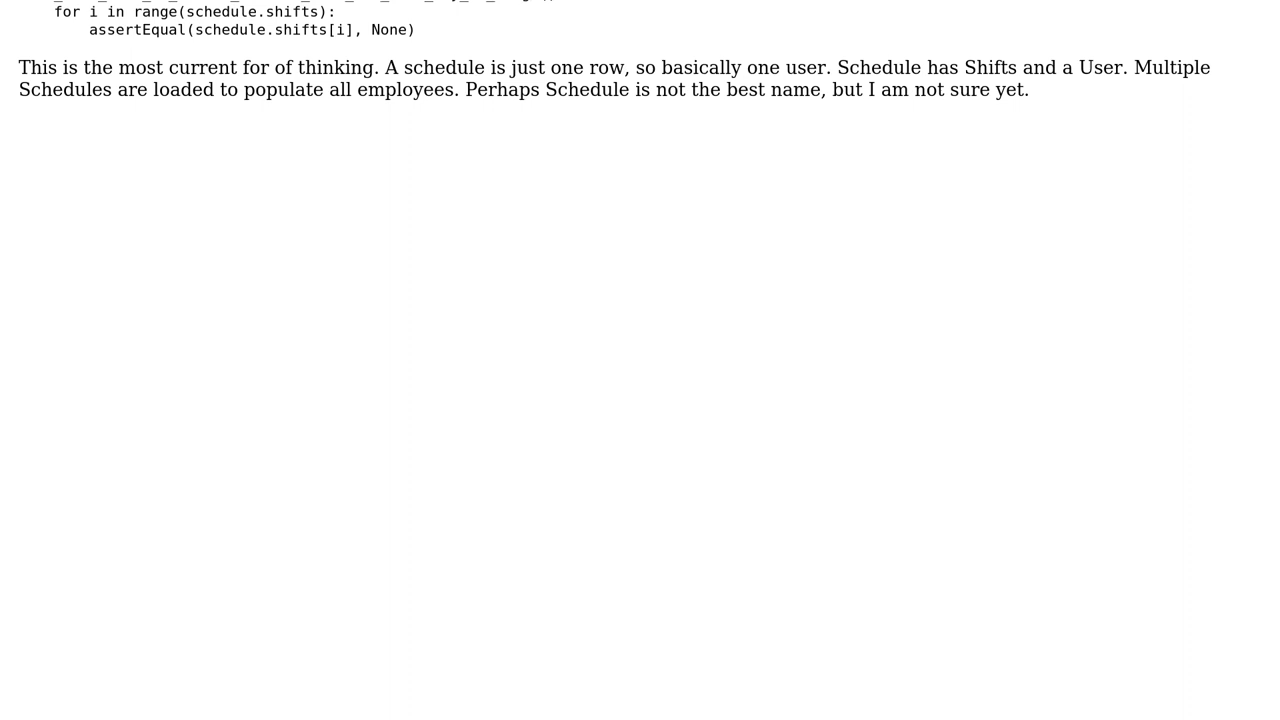 for i in range(schedule.shifts):
assertEqual(schedule.shifts[i], None)
This is the most current for of thinking. A schedule is just one row, so basically one user. Schedule has Shifts and a User. Multiple
Schedules are loaded to populate all employees. Perhaps Schedule is not the best name, but I am not sure yet.